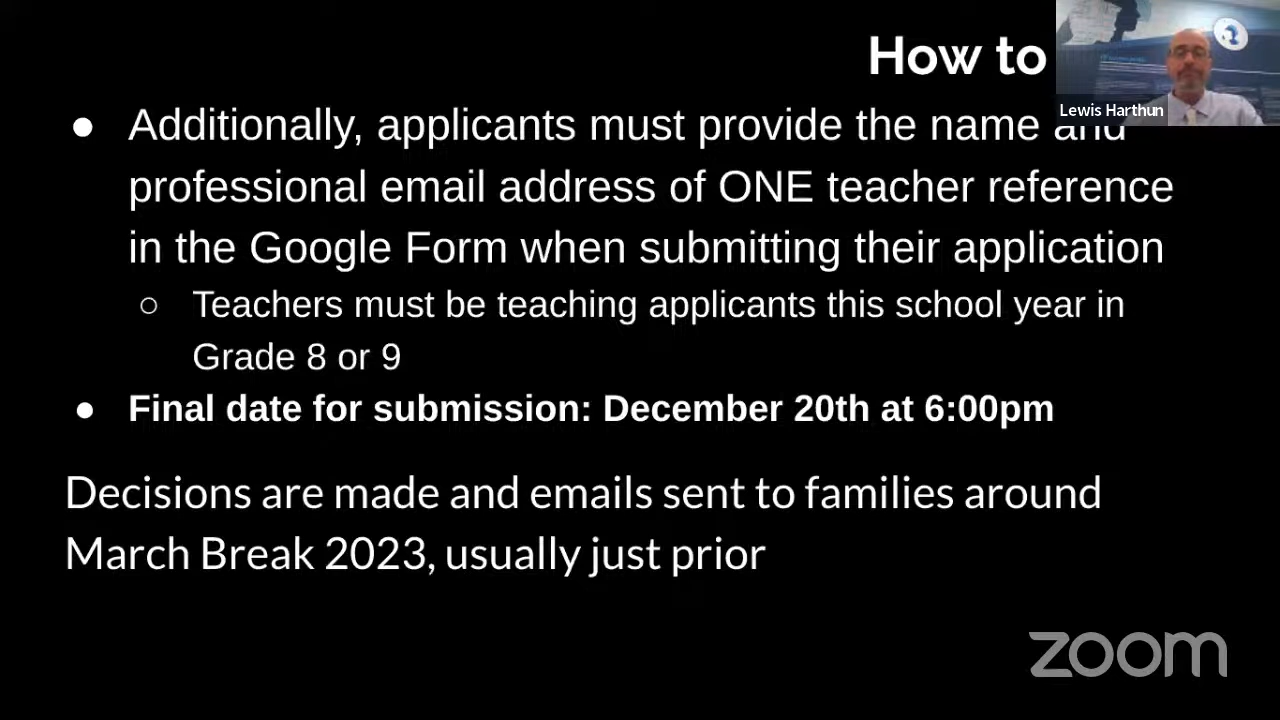 How to
Lewis Harthun
● Additionally, applicants must provide the name and
professional email address of ONE teacher reference
in the Google Form when submitting their application
○ Teachers must be teaching applicants this school year in
Grade 8 or 9
● Final date for submission: December 20th at 6:00pm
Decisions are made and emails sent to families around
March Break 2023, usually just prior
zoom